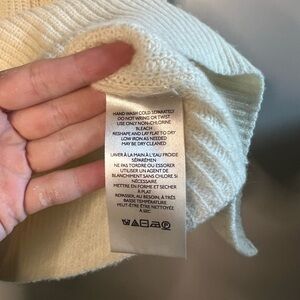 HAND WASH COLD SEPARATELY
DO NOT WRING OR TWIST
USE ONLY NON-CHLORINE
BLEACH
RESHAPE AND LAY FLAT TO DRY
LOW IRON AS NEEDED
MAY BE DRY CLEANED
LAVER À LA MAIN À L'EAU FROIDE
SÉPARÉMEN
NE PAS TORDRE OU ESSORER
UTILISER UN AGENT DE
BLANCHIMENT SANS CHLORE SI
NÉCESSAIRE
METTRE EN FORME ET SÉCHER
À PLAT
REPASSER, AU BESOIN, À TRÈS
BASSE TEMPÉRATURE
PEUT-ÊTRE ÊTRE NETTOYÉ
À SEC